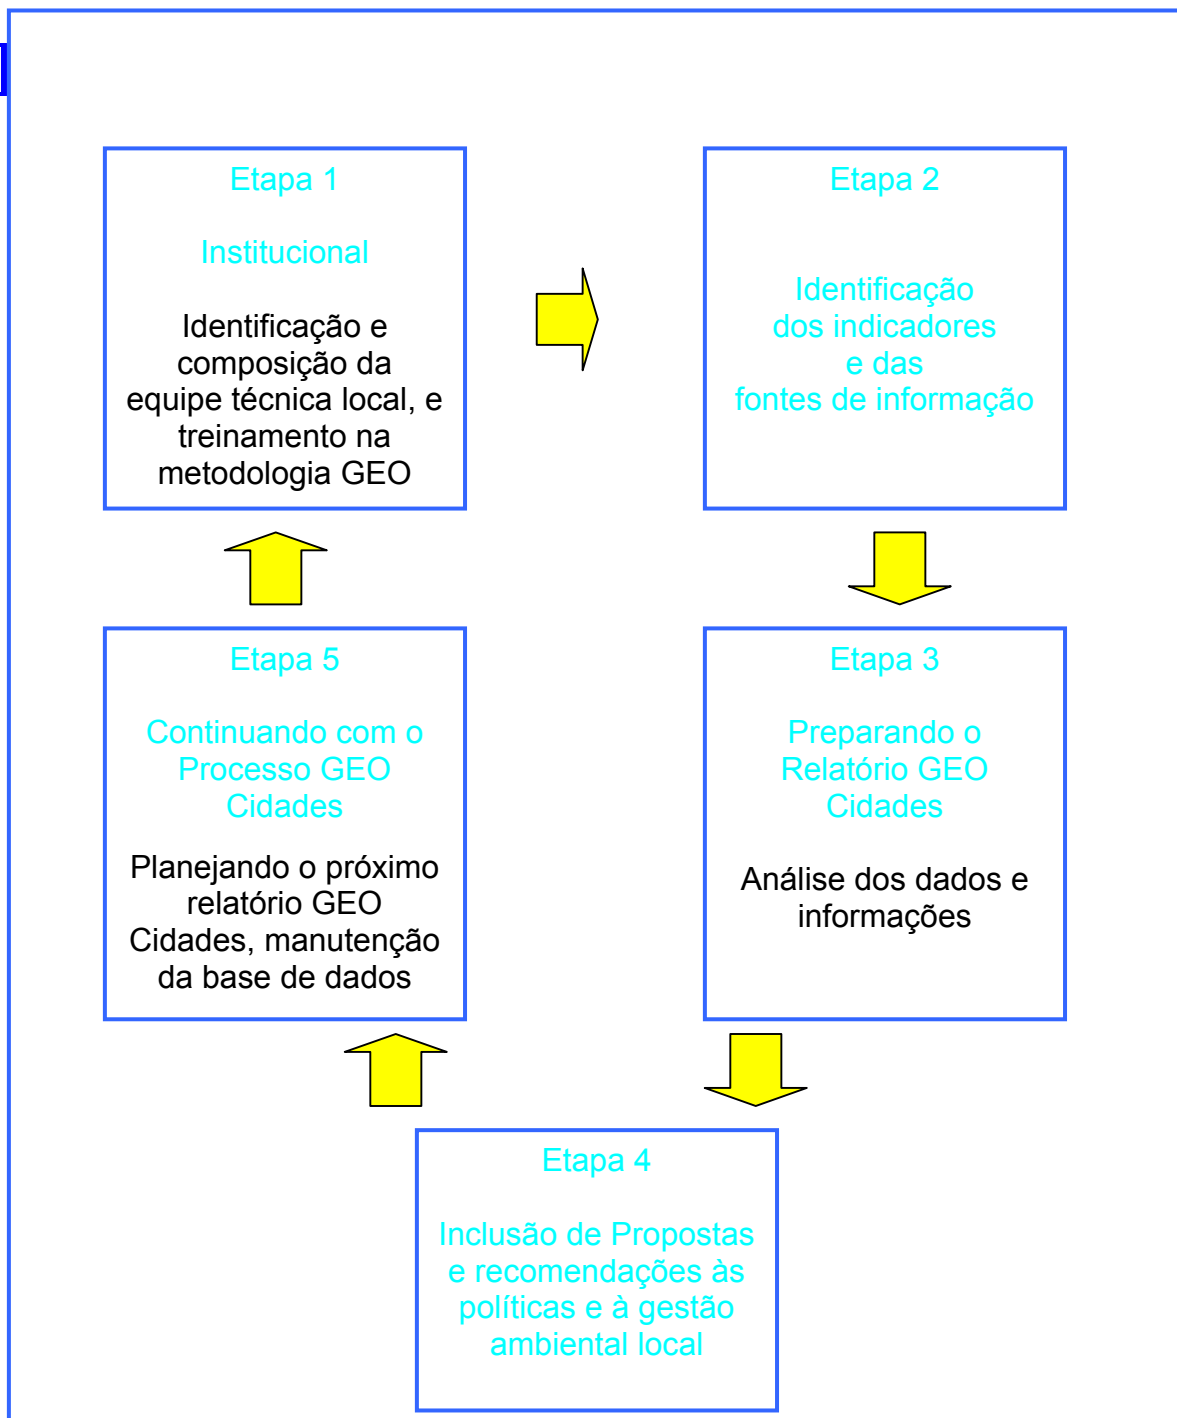 Etapa 1
Institucional
Identificação e
composição da
equipe técnica local, e
treinamento na
metodologia GEO
Etapa 2
Identificação
dos indicadores
e das
fontes de informação
Etapa 3
Preparando o
Relatório GEO
Cidades
Análise dos dados e
informações
Etapa 4
Inclusão de Propostas
e recomendações às
políticas e à gestão
ambiental local
Etapa 5
Continuando com o
Processo GEO
Cidades
Planejando o próximo
relatório GEO
Cidades, manutenção
da base de dados